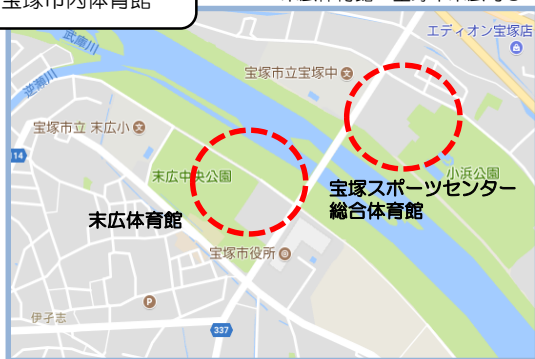 宝塚市内体育館
エディオン宝塚店
武庫川
宝塚市立宝塚中
逆瀬川
宝塚市立 末広小
14
末広中央公園
小浜公園
宝塚スポーツセンター
総合体育館
末広体育館
宝塚市役所
P
伊孑志
337